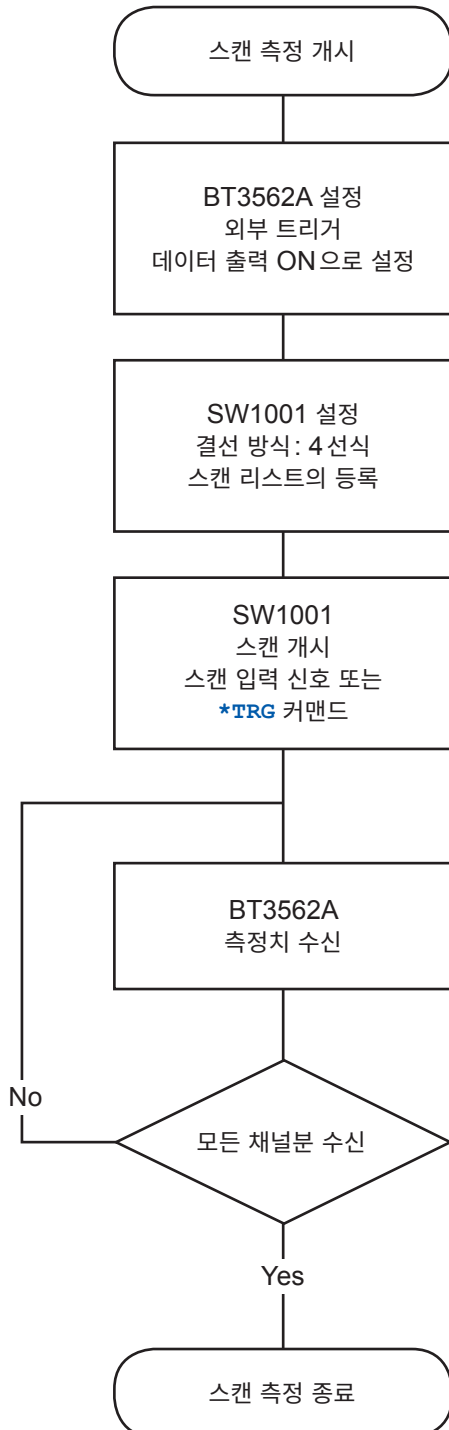 스캔 측정 개시
BT3562A 설정
외부 트리거
데이터 출력 ON으로 설정
SW1001 설정
결선 방식: 4선식
스캔 리스트의 등록
SW1001
스캔 개시
스캔 입력 신호 또는
*TRG 커맨드
BT3562A
측정치 수신
No
모든 채널분 수신
Yes
스캔 측정 종료